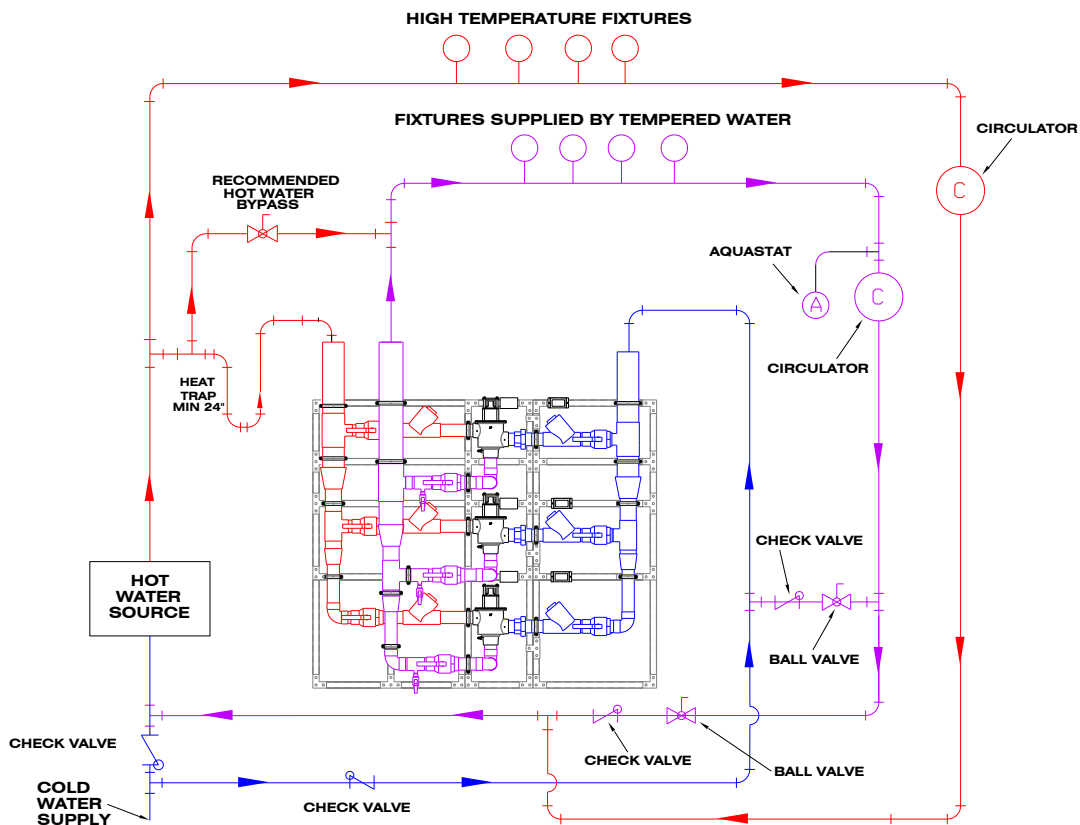 HIGH TEMPERATURE FIXTURES
FIXTURES SUPPLIED BY TEMPERED WATER
CIRCULATOR
C
RECOMMENDED
HOT WATER
BYPASS
AQUASTAT
A
C
CIRCULATOR
HEAT
TRAP
MIN 24"
CHECK VALVE
HOT
WATER
SOURCE
BALL VALVE
CHECK VALVE
CHECK VALVE
BALL VALVE
COLD
WATER
SUPPLY
CHECK VALVE